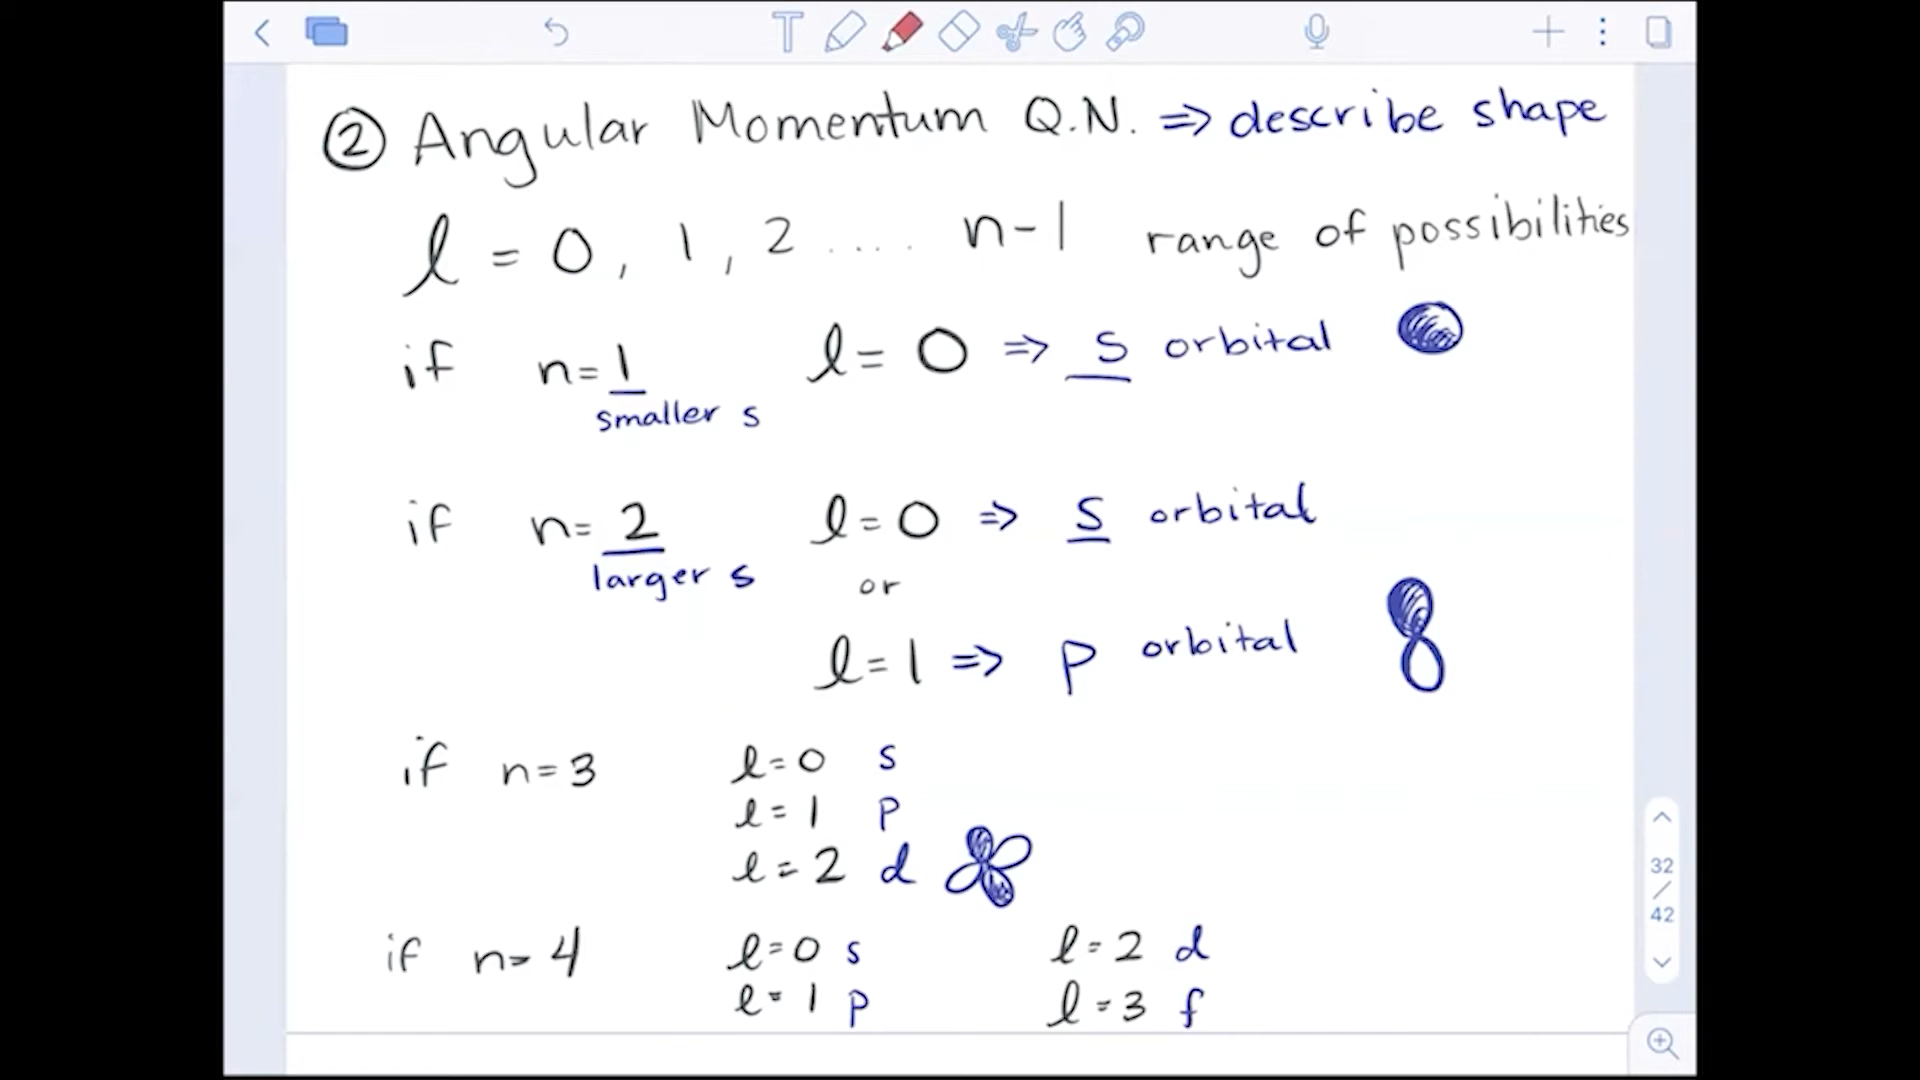 ② Angular Momentum Q.N. => describe shape
l = 0, 1, 2 .... n-1 range of possibilities
if n=1 l=0 => s orbital
smaller s
if n=2 l=0 => s orbital
larger s
or
l=1 => p orbital
if n=3 l=0 s
l=1 p
l=2 d
if n=4 l=0 s l=2 d
l=1 p l=3 f
32
/
42